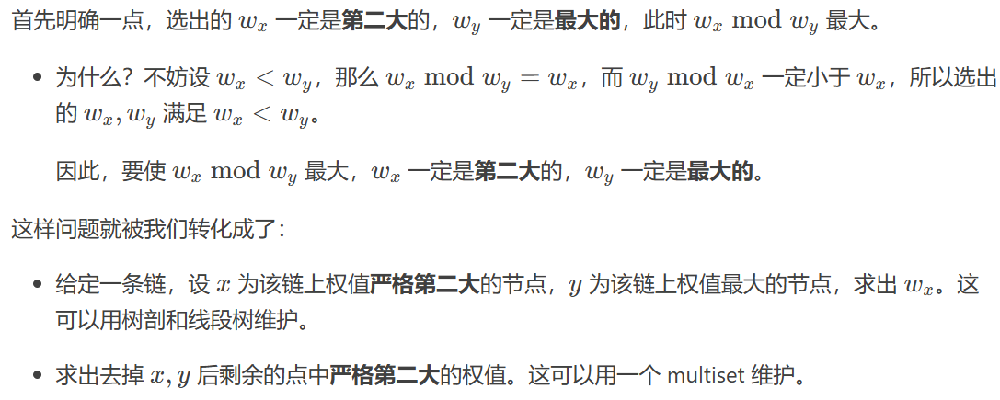 首先明确一点，选出的 w_x 一定是第二大的，w_y 一定是最大的，此时 w_x mod w_y 最大。
• 为什么？不妨设 w_x < w_y，那么 w_x mod w_y = w_x，而 w_y mod w_x 一定小于 w_x，所以选出
的 w_x, w_y 满足 w_x < w_y。
因此，要使 w_x mod w_y 最大，w_x 一定是第二大的，w_y 一定是最大的。
这样问题就被我们转化成了：
• 给定一条链，设 x 为该链上权值严格第二大的节点，y 为该链上权值最大的节点，求出 w_x。这
可以用树剖和线段树维护。
• 求出去掉 x, y 后剩余的点中严格第二大的权值。这可以用一个 multiset 维护。